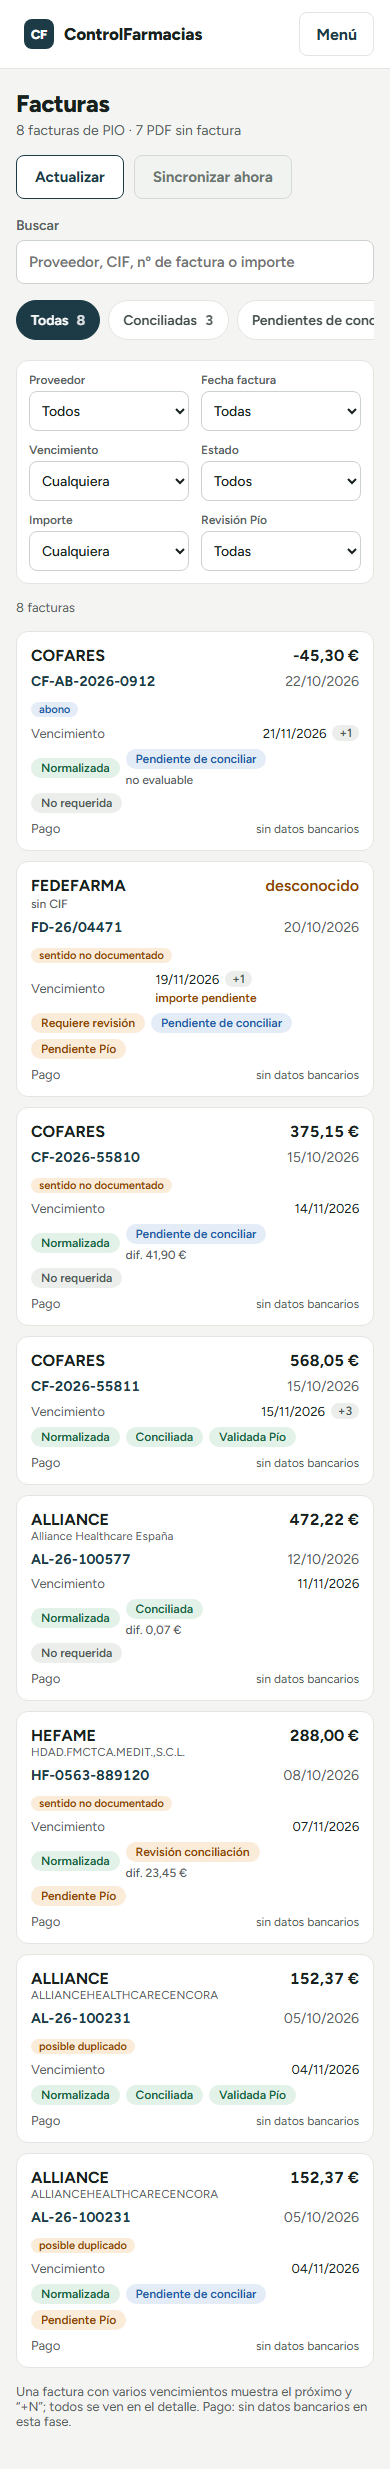 CF ControlFarmacias Menú
Facturas
8 facturas de PIO · 7 PDF sin factura
Actualizar Sincronizar ahora
Buscar
Proveedor, CIF, nº de factura o importe
Todas 8 Conciliadas 3 Pendientes de conc
Proveedor Fecha factura
Todos Todas
Vencimiento Estado
Cualquiera Todos
Importe Revisión Pío
Cualquiera Todas
8 facturas
COFARES -45,30 €
CF-AB-2026-0912 22/10/2026
abono
Vencimiento 21/11/2026 +1
Normalizada Pendiente de conciliar
no evaluable
No requerida
Pago sin datos bancarios
FEDEFARMA desconocido
sin CIF
FD-26/04471 20/10/2026
sentido no documentado
Vencimiento 19/11/2026 +1
importe pendiente
Requiere revisión Pendiente de conciliar
Pendiente Pío
Pago sin datos bancarios
COFARES 375,15 €
CF-2026-55810 15/10/2026
sentido no documentado
Vencimiento 14/11/2026
Normalizada Pendiente de conciliar
dif. 41,90 €
No requerida
Pago sin datos bancarios
COFARES 568,05 €
CF-2026-55811 15/10/2026
Vencimiento 15/11/2026 +3
Normalizada Conciliada Validada Pío
Pago sin datos bancarios
ALLIANCE 472,22 €
Alliance Healthcare España
AL-26-100577 12/10/2026
Vencimiento 11/11/2026
Normalizada Conciliada
dif. 0,07 €
No requerida
Pago sin datos bancarios
HEFAME 288,00 €
HDAD.FMCTCA.MEDIT.,S.C.L.
HF-0563-889120 08/10/2026
sentido no documentado
Vencimiento 07/11/2026
Normalizada Revisión conciliación
dif. 23,45 €
Pendiente Pío
Pago sin datos bancarios
ALLIANCE 152,37 €
ALLIANCEHEALTHCARECENCORA
AL-26-100231 05/10/2026
posible duplicado
Vencimiento 04/11/2026
Normalizada Conciliada Validada Pío
Pago sin datos bancarios
ALLIANCE 152,37 €
ALLIANCEHEALTHCARECENCORA
AL-26-100231 05/10/2026
posible duplicado
Vencimiento 04/11/2026
Normalizada Pendiente de conciliar
Pendiente Pío
Pago sin datos bancarios
Una factura con varios vencimientos muestra el próximo y
"+N"; todos se ven en el detalle. Pago: sin datos bancarios en
esta fase.